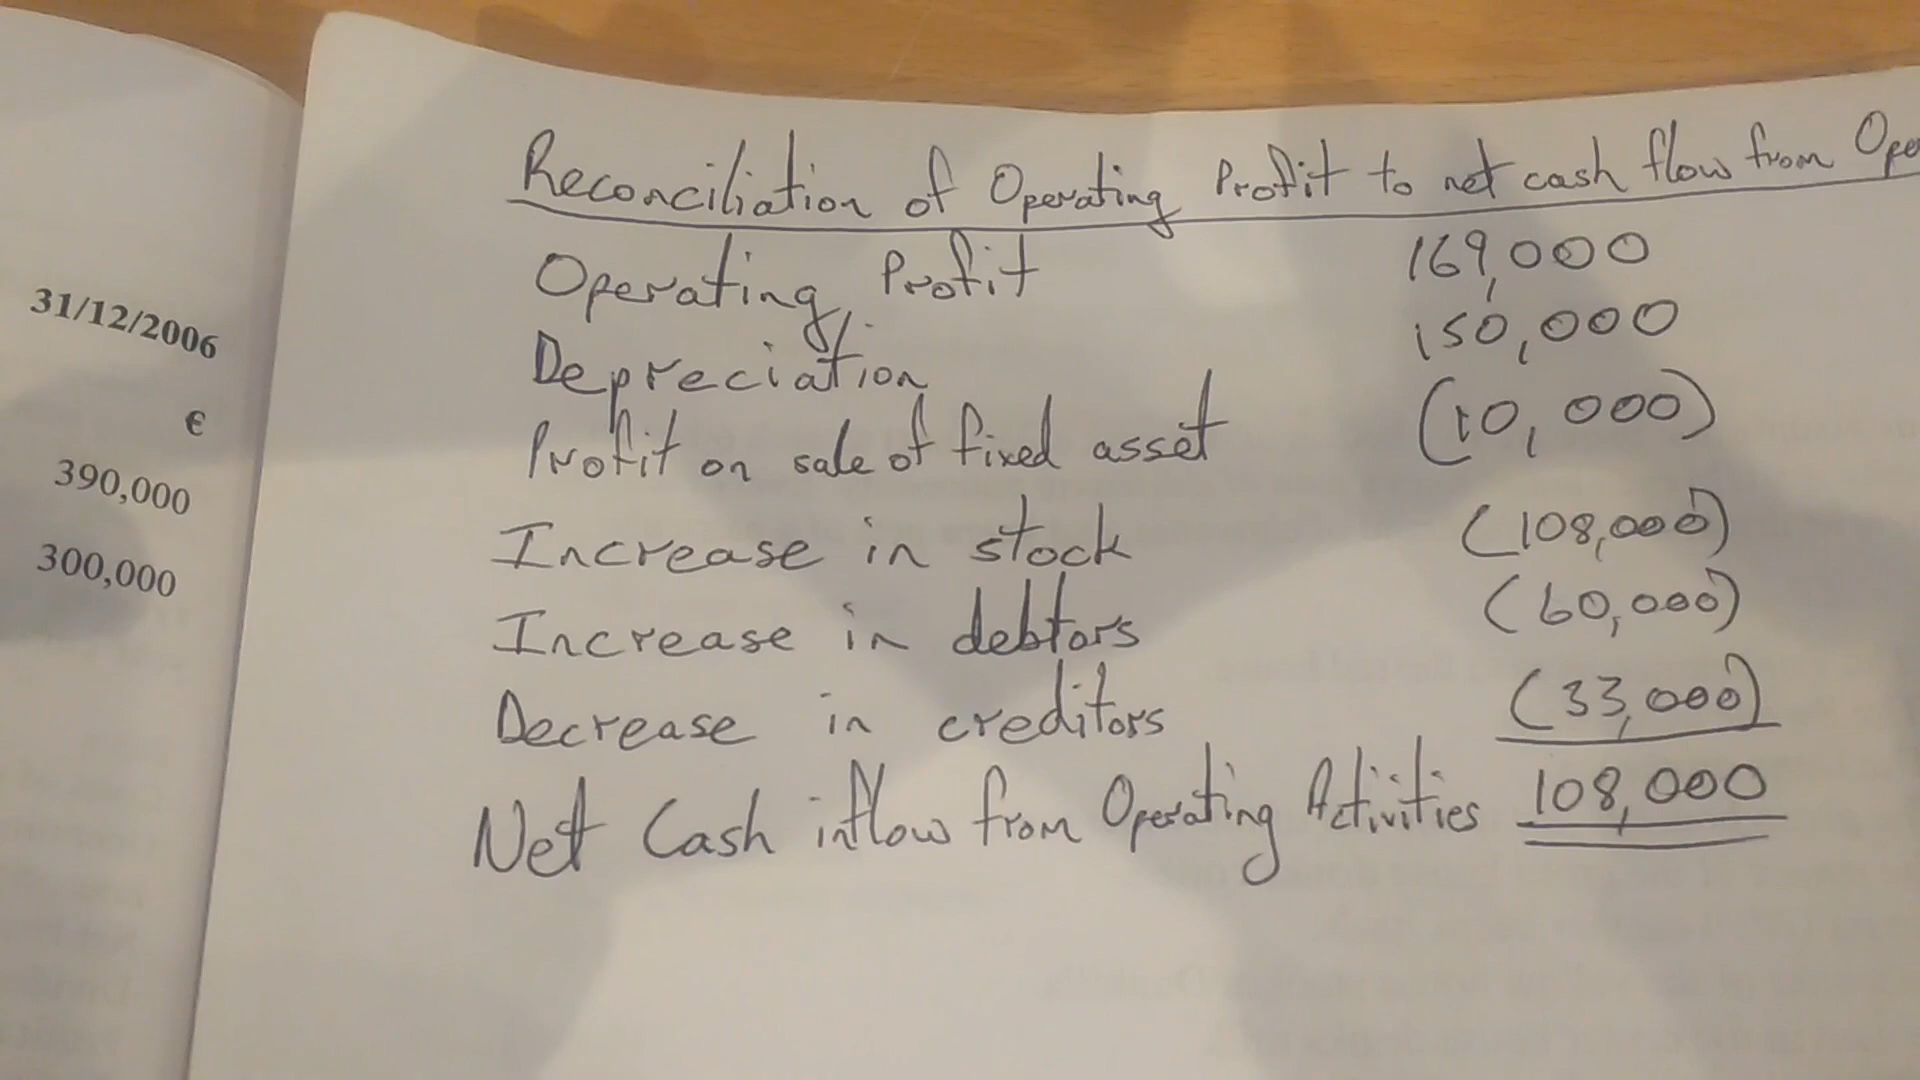 31/12/2006
€
390,000
300,000
Reconciliation of Operating Profit to net cash flow from Ope
Operating Profit 169,000
Depreciation 150,000
Profit on sale of fixed asset (10,000)
Increase in stock (108,000)
Increase in debtors (60,000)
Decrease in creditors (33,000)
Net Cash inflow from Operating Activities 108,000